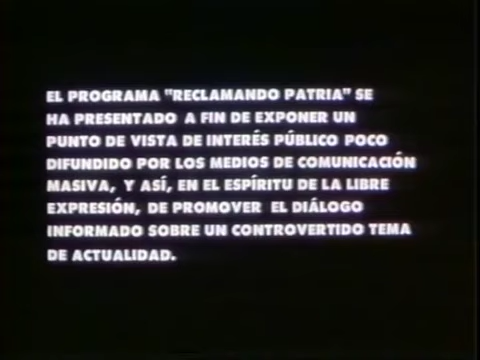 EL PROGRAMA "RECLAMANDO PATRIA" SE
HA PRESENTADO A FIN DE EXPONER UN
PUNTO DE VISTA DE INTERÉS PÚBLICO POCO
DIFUNDIDO POR LOS MEDIOS DE COMUNICACIÓN
MASIVA, Y ASÍ, EN EL ESPÍRITU DE LA LIBRE
EXPRESIÓN, DE PROMOVER EL DIÁLOGO
INFORMADO SOBRE UN CONTROVERTIDO TEMA
DE ACTUALIDAD.